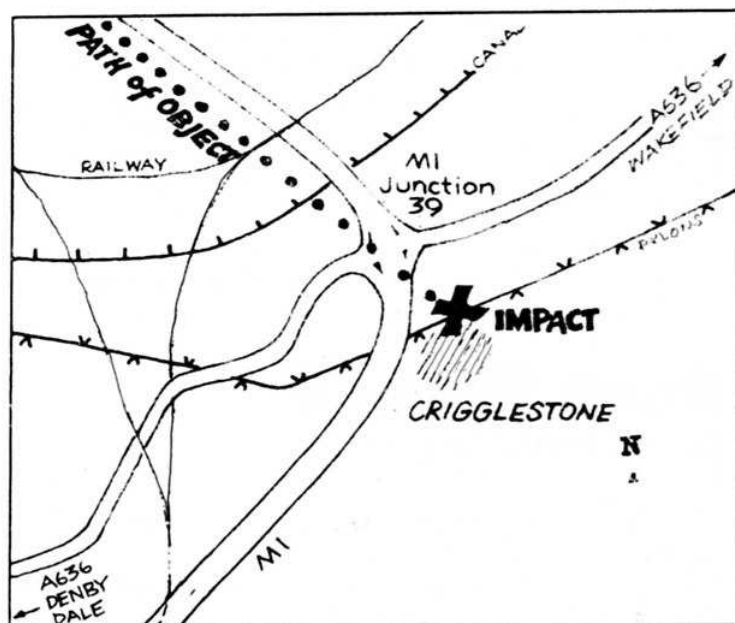 PATH of OBJECT
CANAL
A636
WAKEFIELD
RAILWAY
M1
Junction
39
PYLONS
IMPACT
CRIGGLESTONE
N
M1
A636
DENBY
DALE